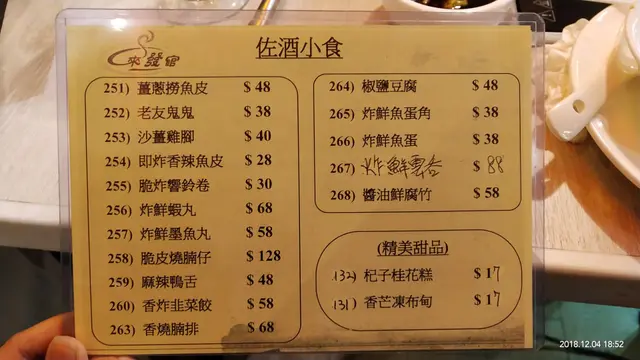 來發館
佐酒小食
251) 薑蔥撈魚皮 $ 48
252) 老友鬼鬼 $ 38
253) 沙薑雞腳 $ 40
254) 即炸香辣魚皮 $ 28
255) 脆炸響鈴卷 $ 30
256) 炸鮮蝦丸 $ 68
257) 炸鮮墨魚丸 $ 58
258) 脆皮燒腩仔 $ 128
259) 麻辣鴨舌 $ 48
260) 香炸韭菜餃 $ 58
263) 香燒腩排 $ 68
264) 椒鹽豆腐 $ 48
265) 炸鮮魚蛋角 $ 38
266) 炸鮮魚蛋 $ 38
267) 炸鮮雲吞 $ 88
268) 醬油鮮腐竹 $ 58
(精美甜品)
132) 杞子桂花糕 $ 17
131) 香芒凍布甸 $ 17
2018.12.04 18:52